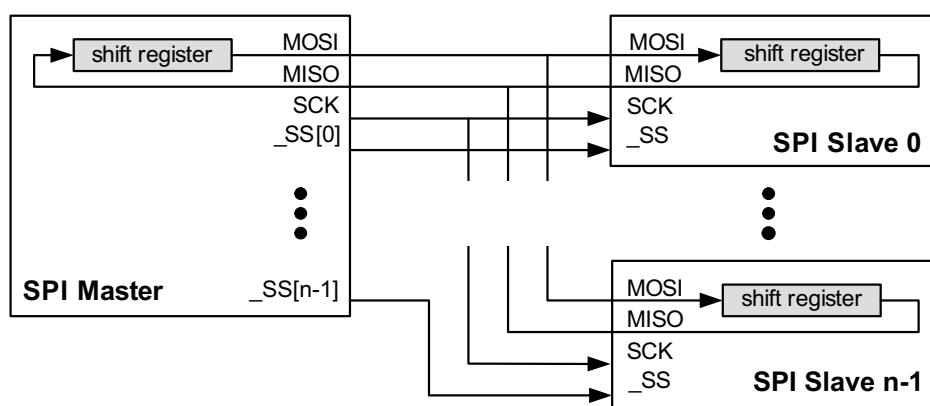 shift register
MOSI
MISO
SCK
_SS[0]
SPI Master
_SS[n-1]
MOSI
shift register
MISO
SCK
_SS
SPI Slave 0
MOSI
shift register
MISO
SCK
_SS
SPI Slave n-1